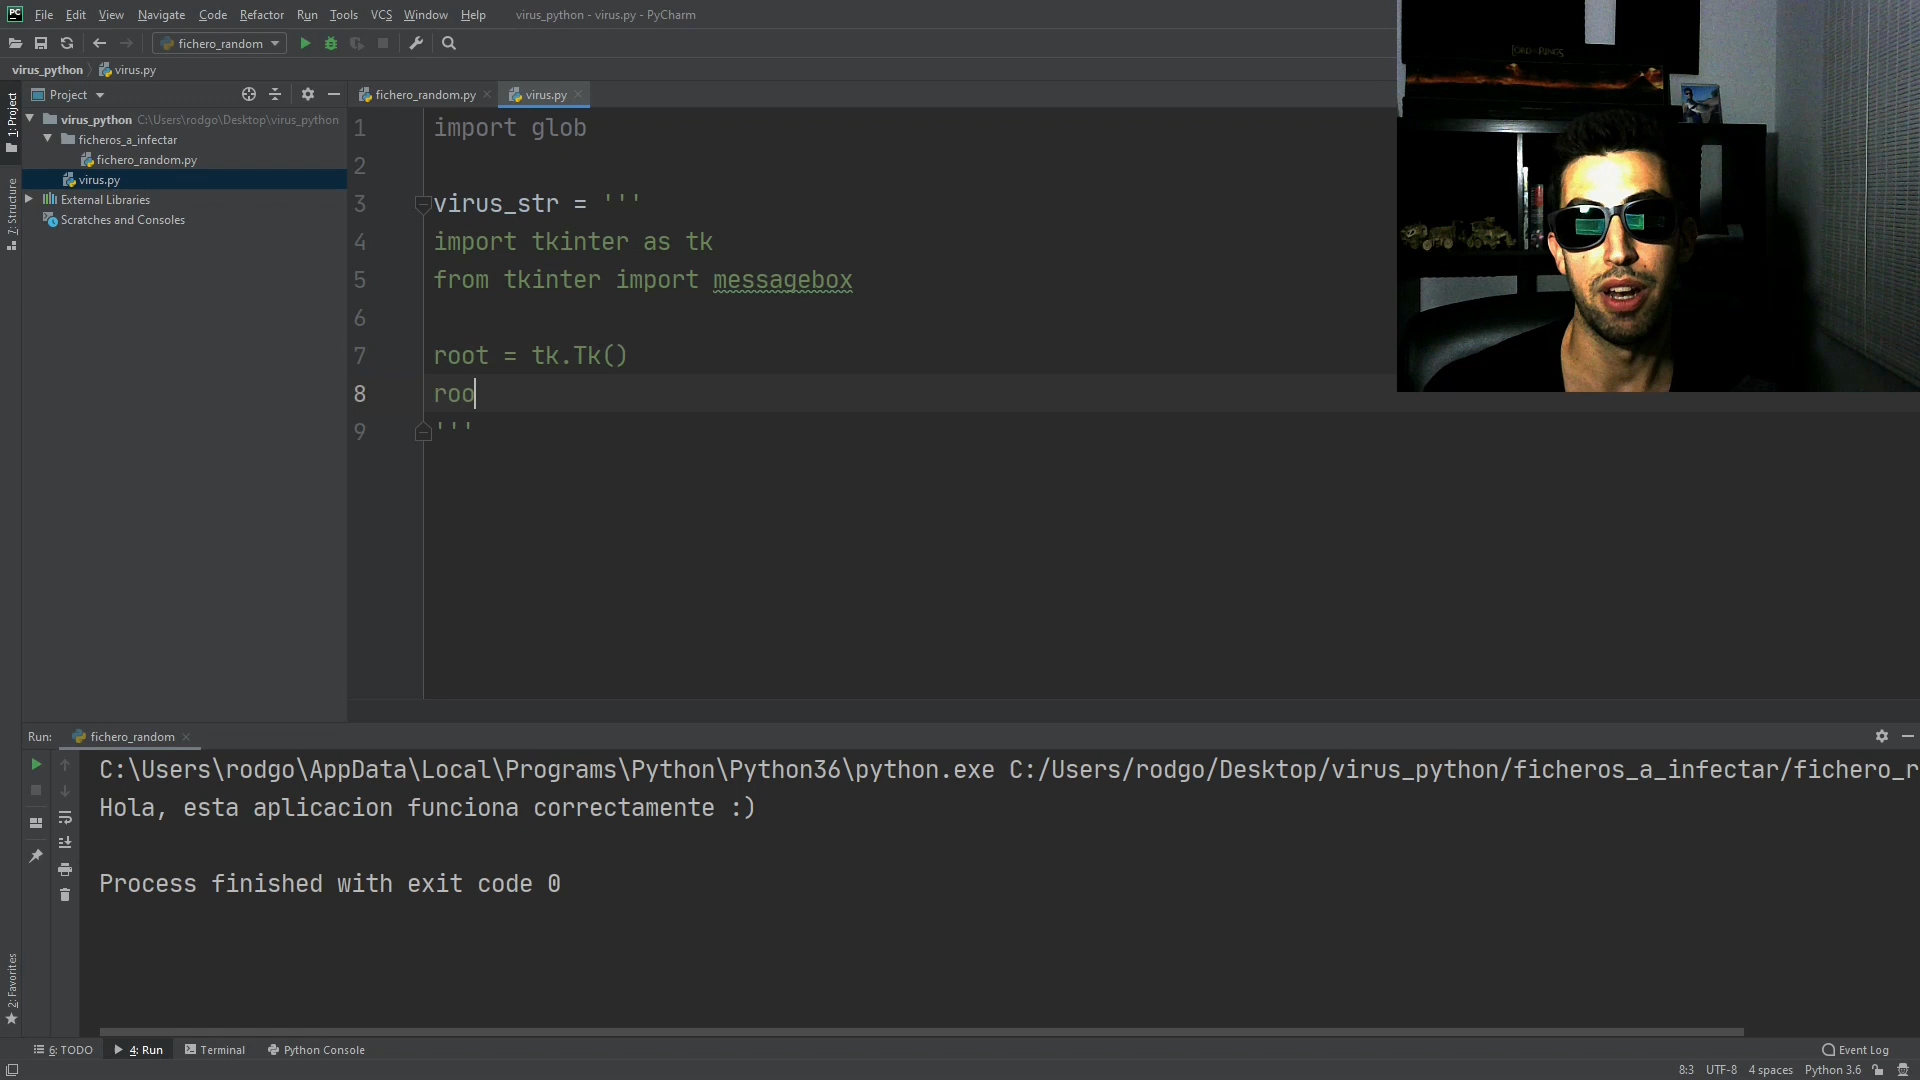 PC File Edit View Navigate Code Refactor Run Tools VCS Window Help virus_python - virus.py - PyCharm
fichero_random
virus_python virus.py
1: Project
Project
fichero_random.py virus.py
virus_python C:\Users\rodgo\Desktop\virus_python
ficheros_a_infectar
fichero_random.py
virus.py
External Libraries
Scratches and Consoles
7: Structure
1 import glob
2
3 virus_str = '''
4 import tkinter as tk
5 from tkinter import messagebox
6
7 root = tk.Tk()
8 roo
9 '''
Run: fichero_random
C:\Users\rodgo\AppData\Local\Programs\Python\Python36\python.exe C:/Users/rodgo/Desktop/virus_python/ficheros_a_infectar/fichero_r
Hola, esta aplicacion funciona correctamente :)
Process finished with exit code 0
2: Favorites
6: TODO 4: Run Terminal Python Console Event Log
8:3 UTF-8 4 spaces Python 3.6